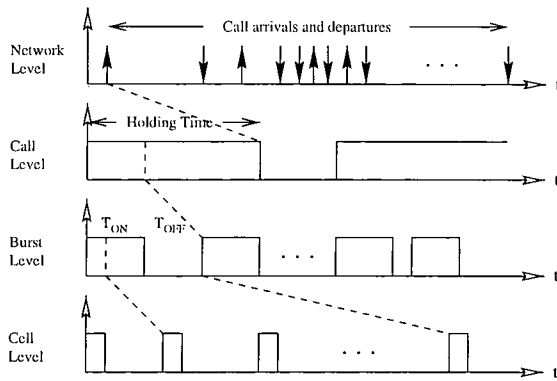 Call arrivals and departures
Network
Level
. . .
t
Holding Time
Call
Level
t
T_ON
T_OFF
Burst
Level
. . .
t
Cell
Level
. . .
t